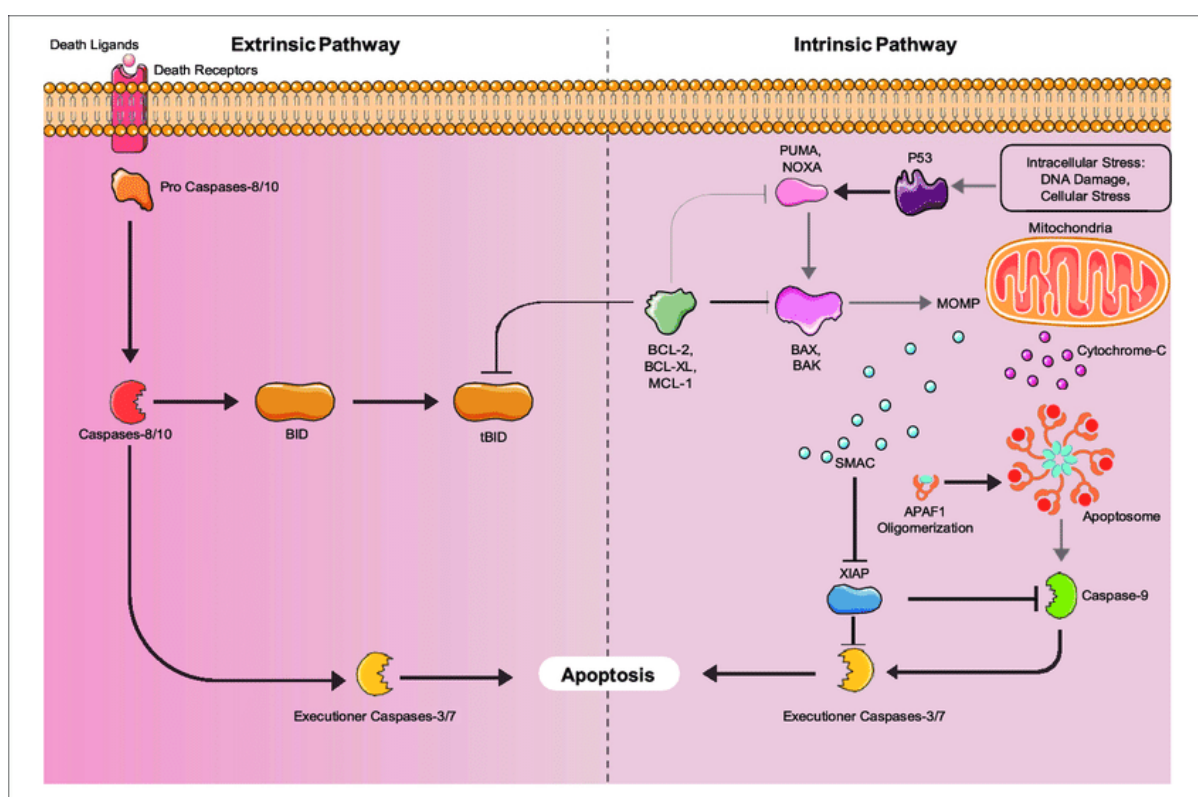 Extrinsic Pathway
Intrinsic Pathway
Death Ligands
Death Receptors
Pro Caspases-8/10
Caspases-8/10
BID
tBID
Executioner Caspases-3/7
Apoptosis
PUMA,
NOXA
P53
Intracellular Stress:
DNA Damage,
Cellular Stress
Mitochondria
BCL-2,
BCL-XL,
MCL-1
BAX,
BAK
MOMP
Cytochrome-C
SMAC
APAF1
Oligomerization
Apoptosome
XIAP
Caspase-9
Executioner Caspases-3/7